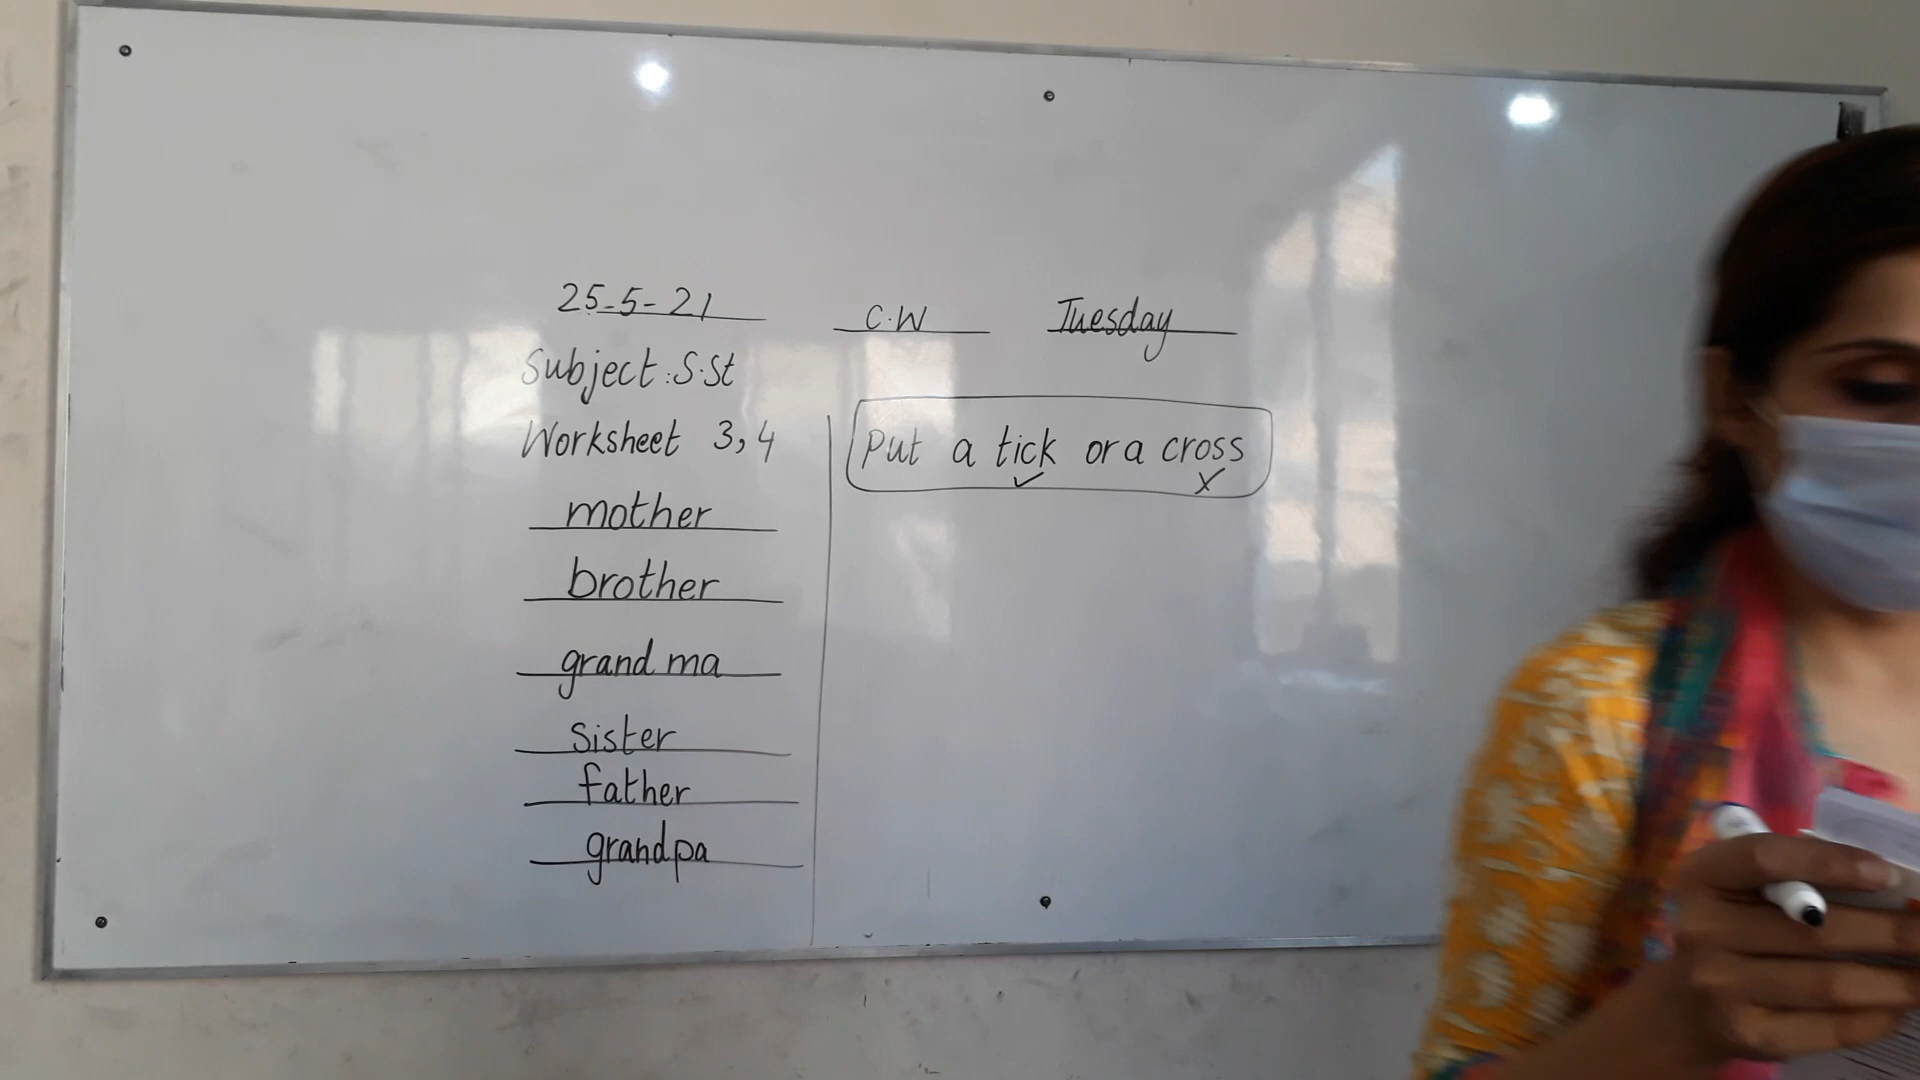 25-5-21 C.W Tuesday
Subject: S.St
Worksheet 3,4
Put a tick or a cross
✓ X
mother
brother
grand ma
Sister
father
grandpa